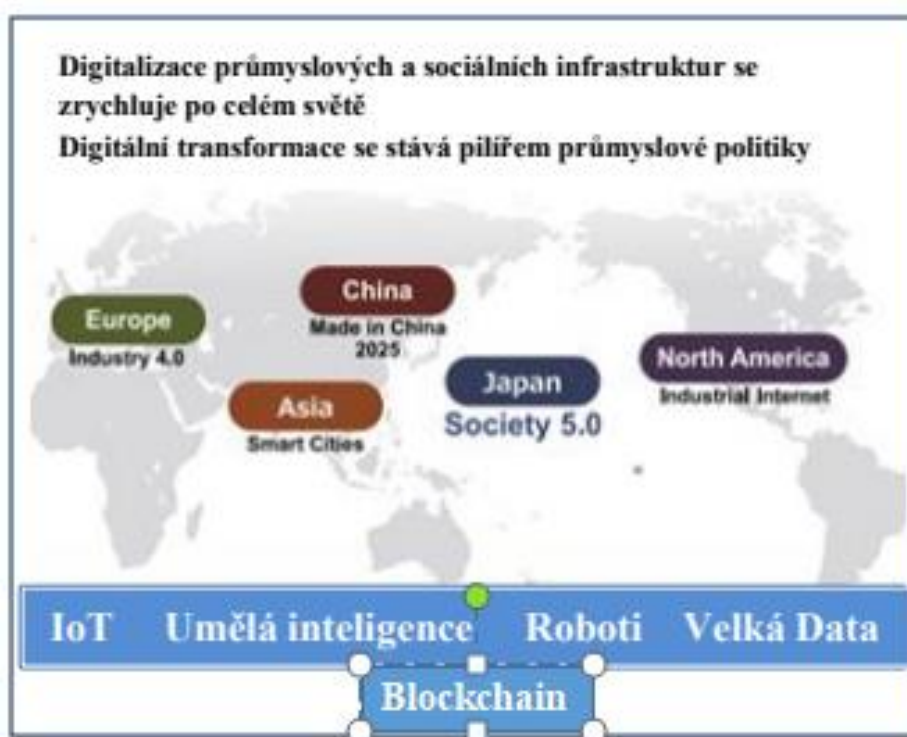 Digitalizace průmyslových a sociálních infrastruktur se
zrychluje po celém světě
Digitální transformace se stává pilířem průmyslové politiky
China
Made in China
2025
Europe
Industry 4.0
North America
Industrial Internet
Japan
Society 5.0
Asia
Smart Cities
IoT Umělá inteligence Roboti Velká Data
Blockchain